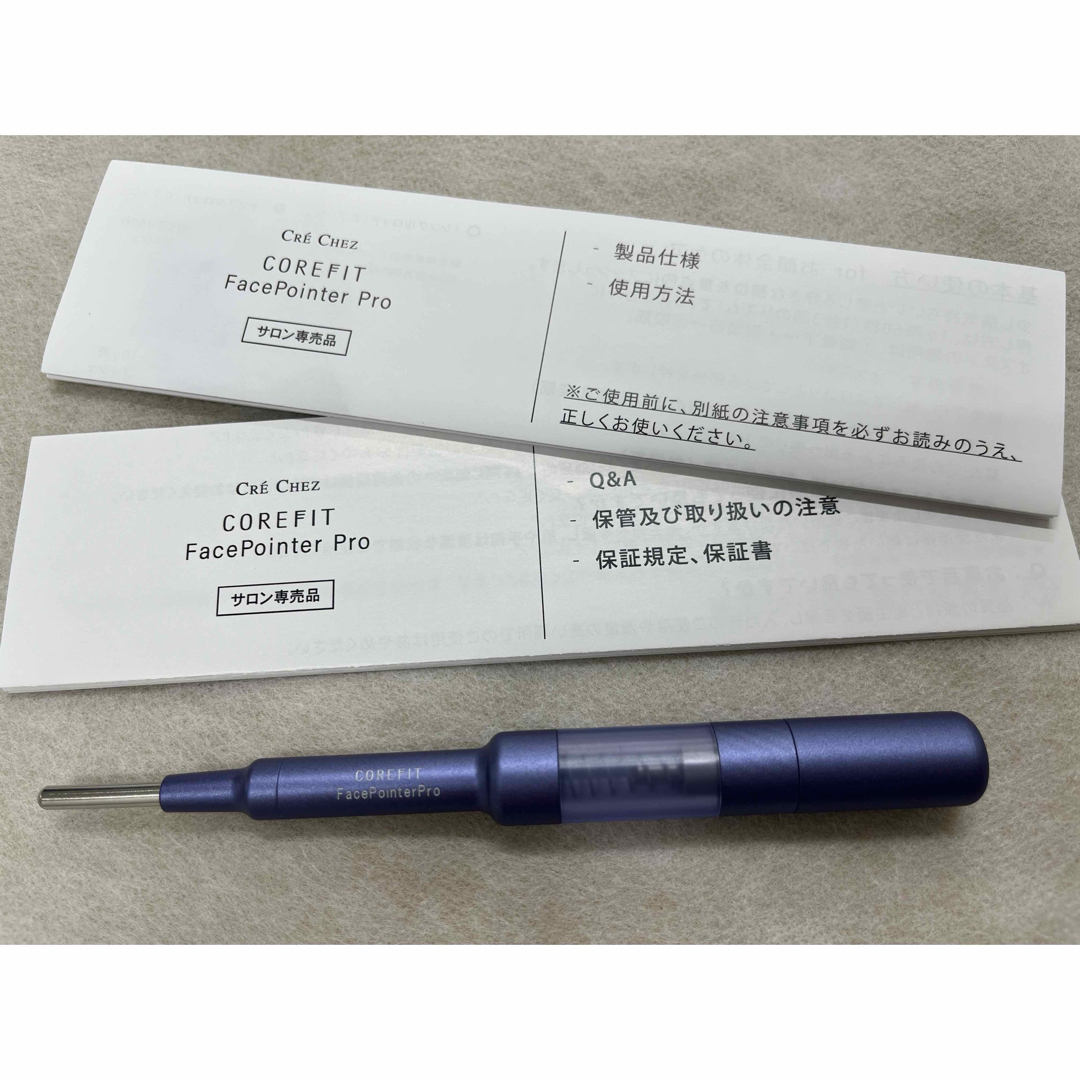 CRÉ CHEZ
COREFIT
FacePointer Pro
サロン専売品
- 製品仕様
- 使用方法
※ご使用前に、別紙の注意事項を必ずお読みのうえ、
正しくお使いください。
CRÉ CHEZ
COREFIT
FacePointer Pro
サロン専売品
- Q&A
- 保管及び取り扱いの注意
- 保証規定、保証書
COREFIT
FacePointerPro